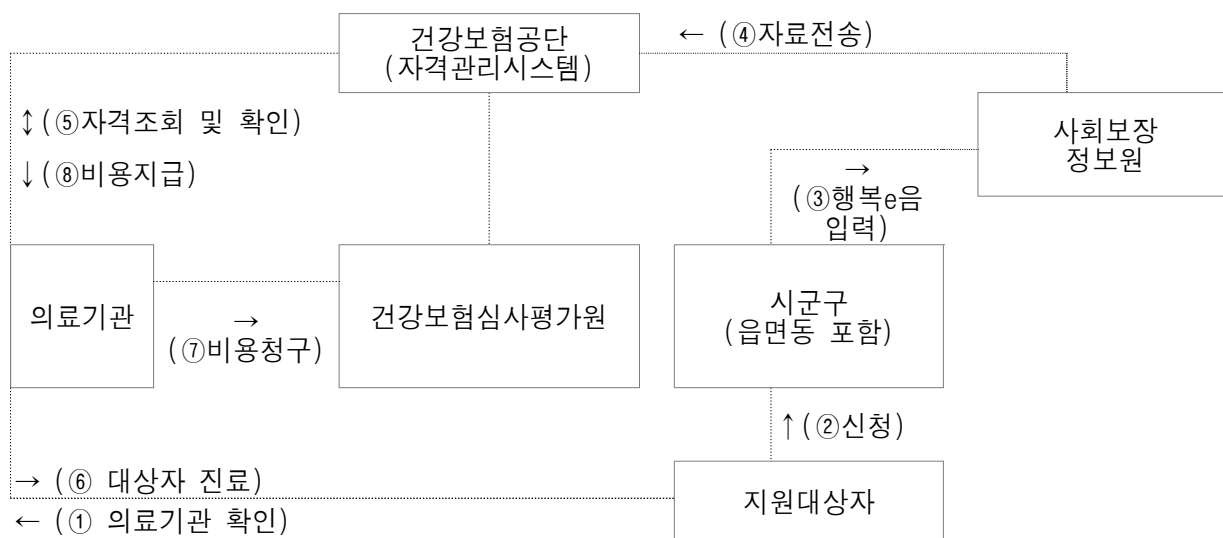 건강보험공단
(자격관리시스템)
← (④자료전송)
↕(⑤자격조회 및 확인)
↓(⑧비용지급)
사회보장
정보원
→
(③행복e음
입력)
의료기관
→
(⑦비용청구)
건강보험심사평가원
시군구
(읍면동 포함)
↑(②신청)
→ (⑥ 대상자 진료)
← (① 의료기관 확인)
지원대상자